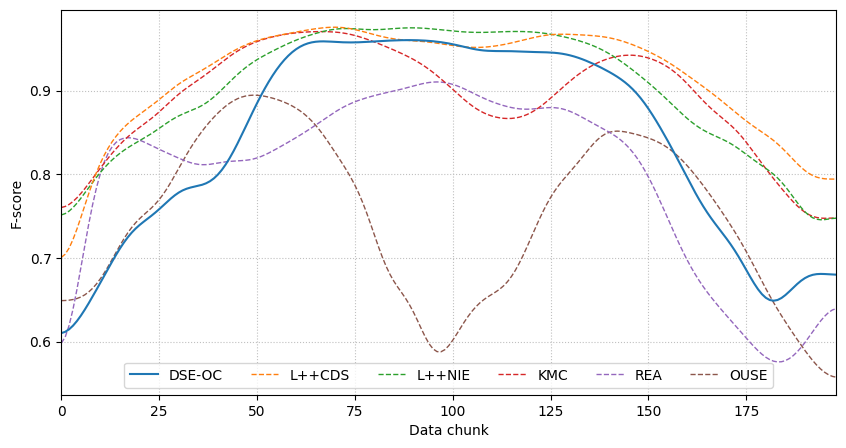 F-score
0.9
0.8
0.7
0.6
DSE-OC L++CDS L++NIE KMC REA OUSE
0 25 50 75 100 125 150 175
Data chunk